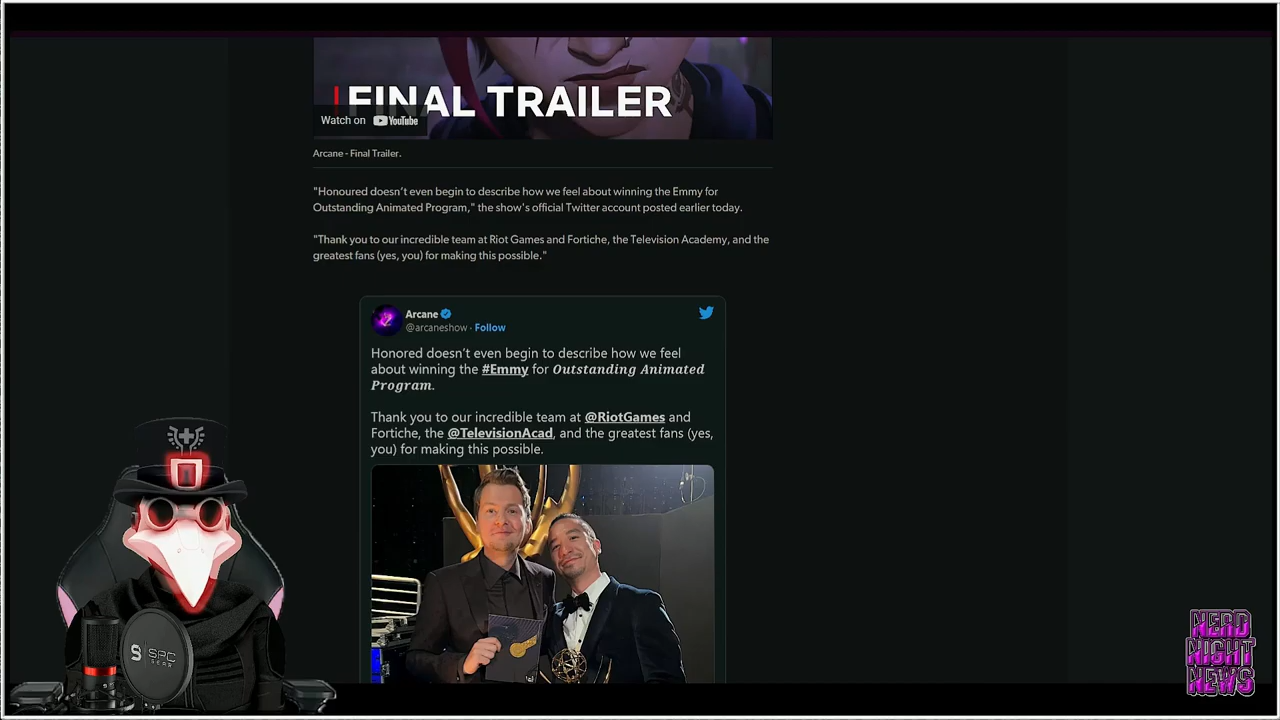 FINAL TRAILER
Watch on YouTube
Arcane - Final Trailer.
"Honoured doesn't even begin to describe how we feel about winning the Emmy for
Outstanding Animated Program," the show's official Twitter account posted earlier today.
"Thank you to our incredible team at Riot Games and Fortiche, the Television Academy, and the
greatest fans (yes, you) for making this possible."
Arcane
@arcaneshow · Follow
Honored doesn't even begin to describe how we feel
about winning the #Emmy for Outstanding Animated
Program.
Thank you to our incredible team at @RiotGames and
Fortiche, the @TelevisionAcad, and the greatest fans (yes,
you) for making this possible.
S SPC
GEAR
NERD
NIGHT
NEWS